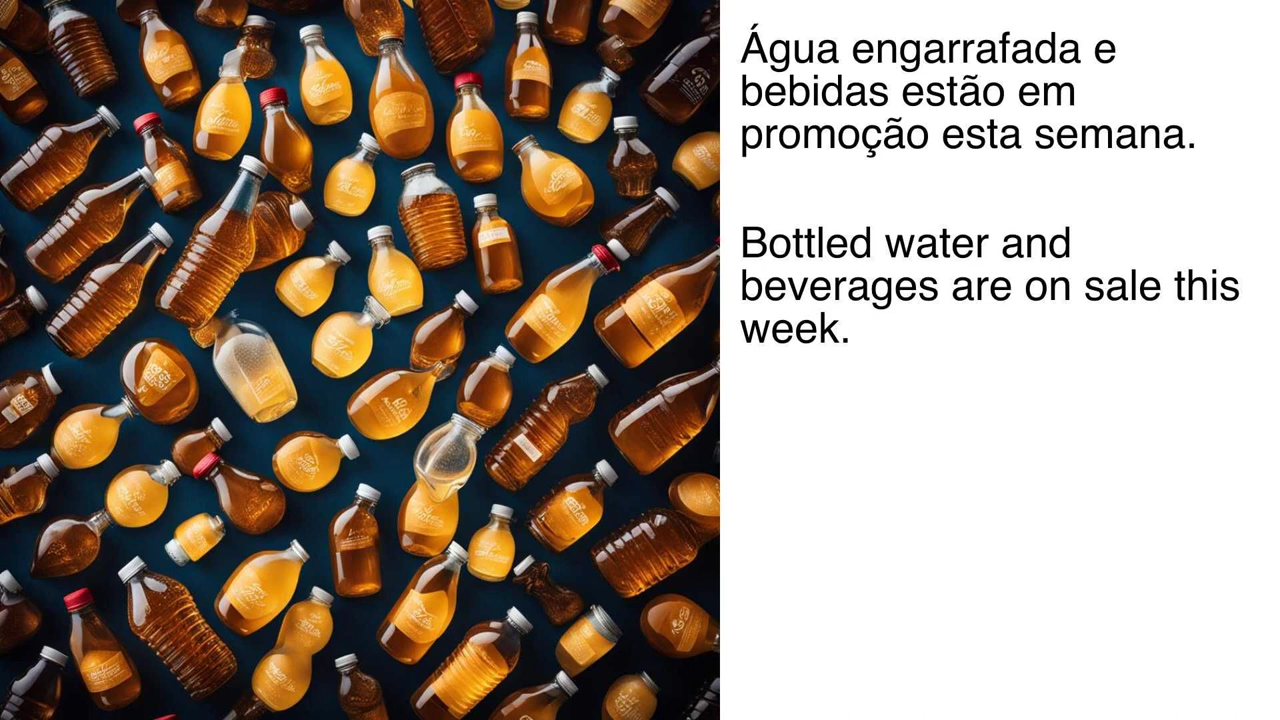 Água engarrafada e
bebidas estão em
promoção esta semana.
Bottled water and
beverages are on sale this
week.